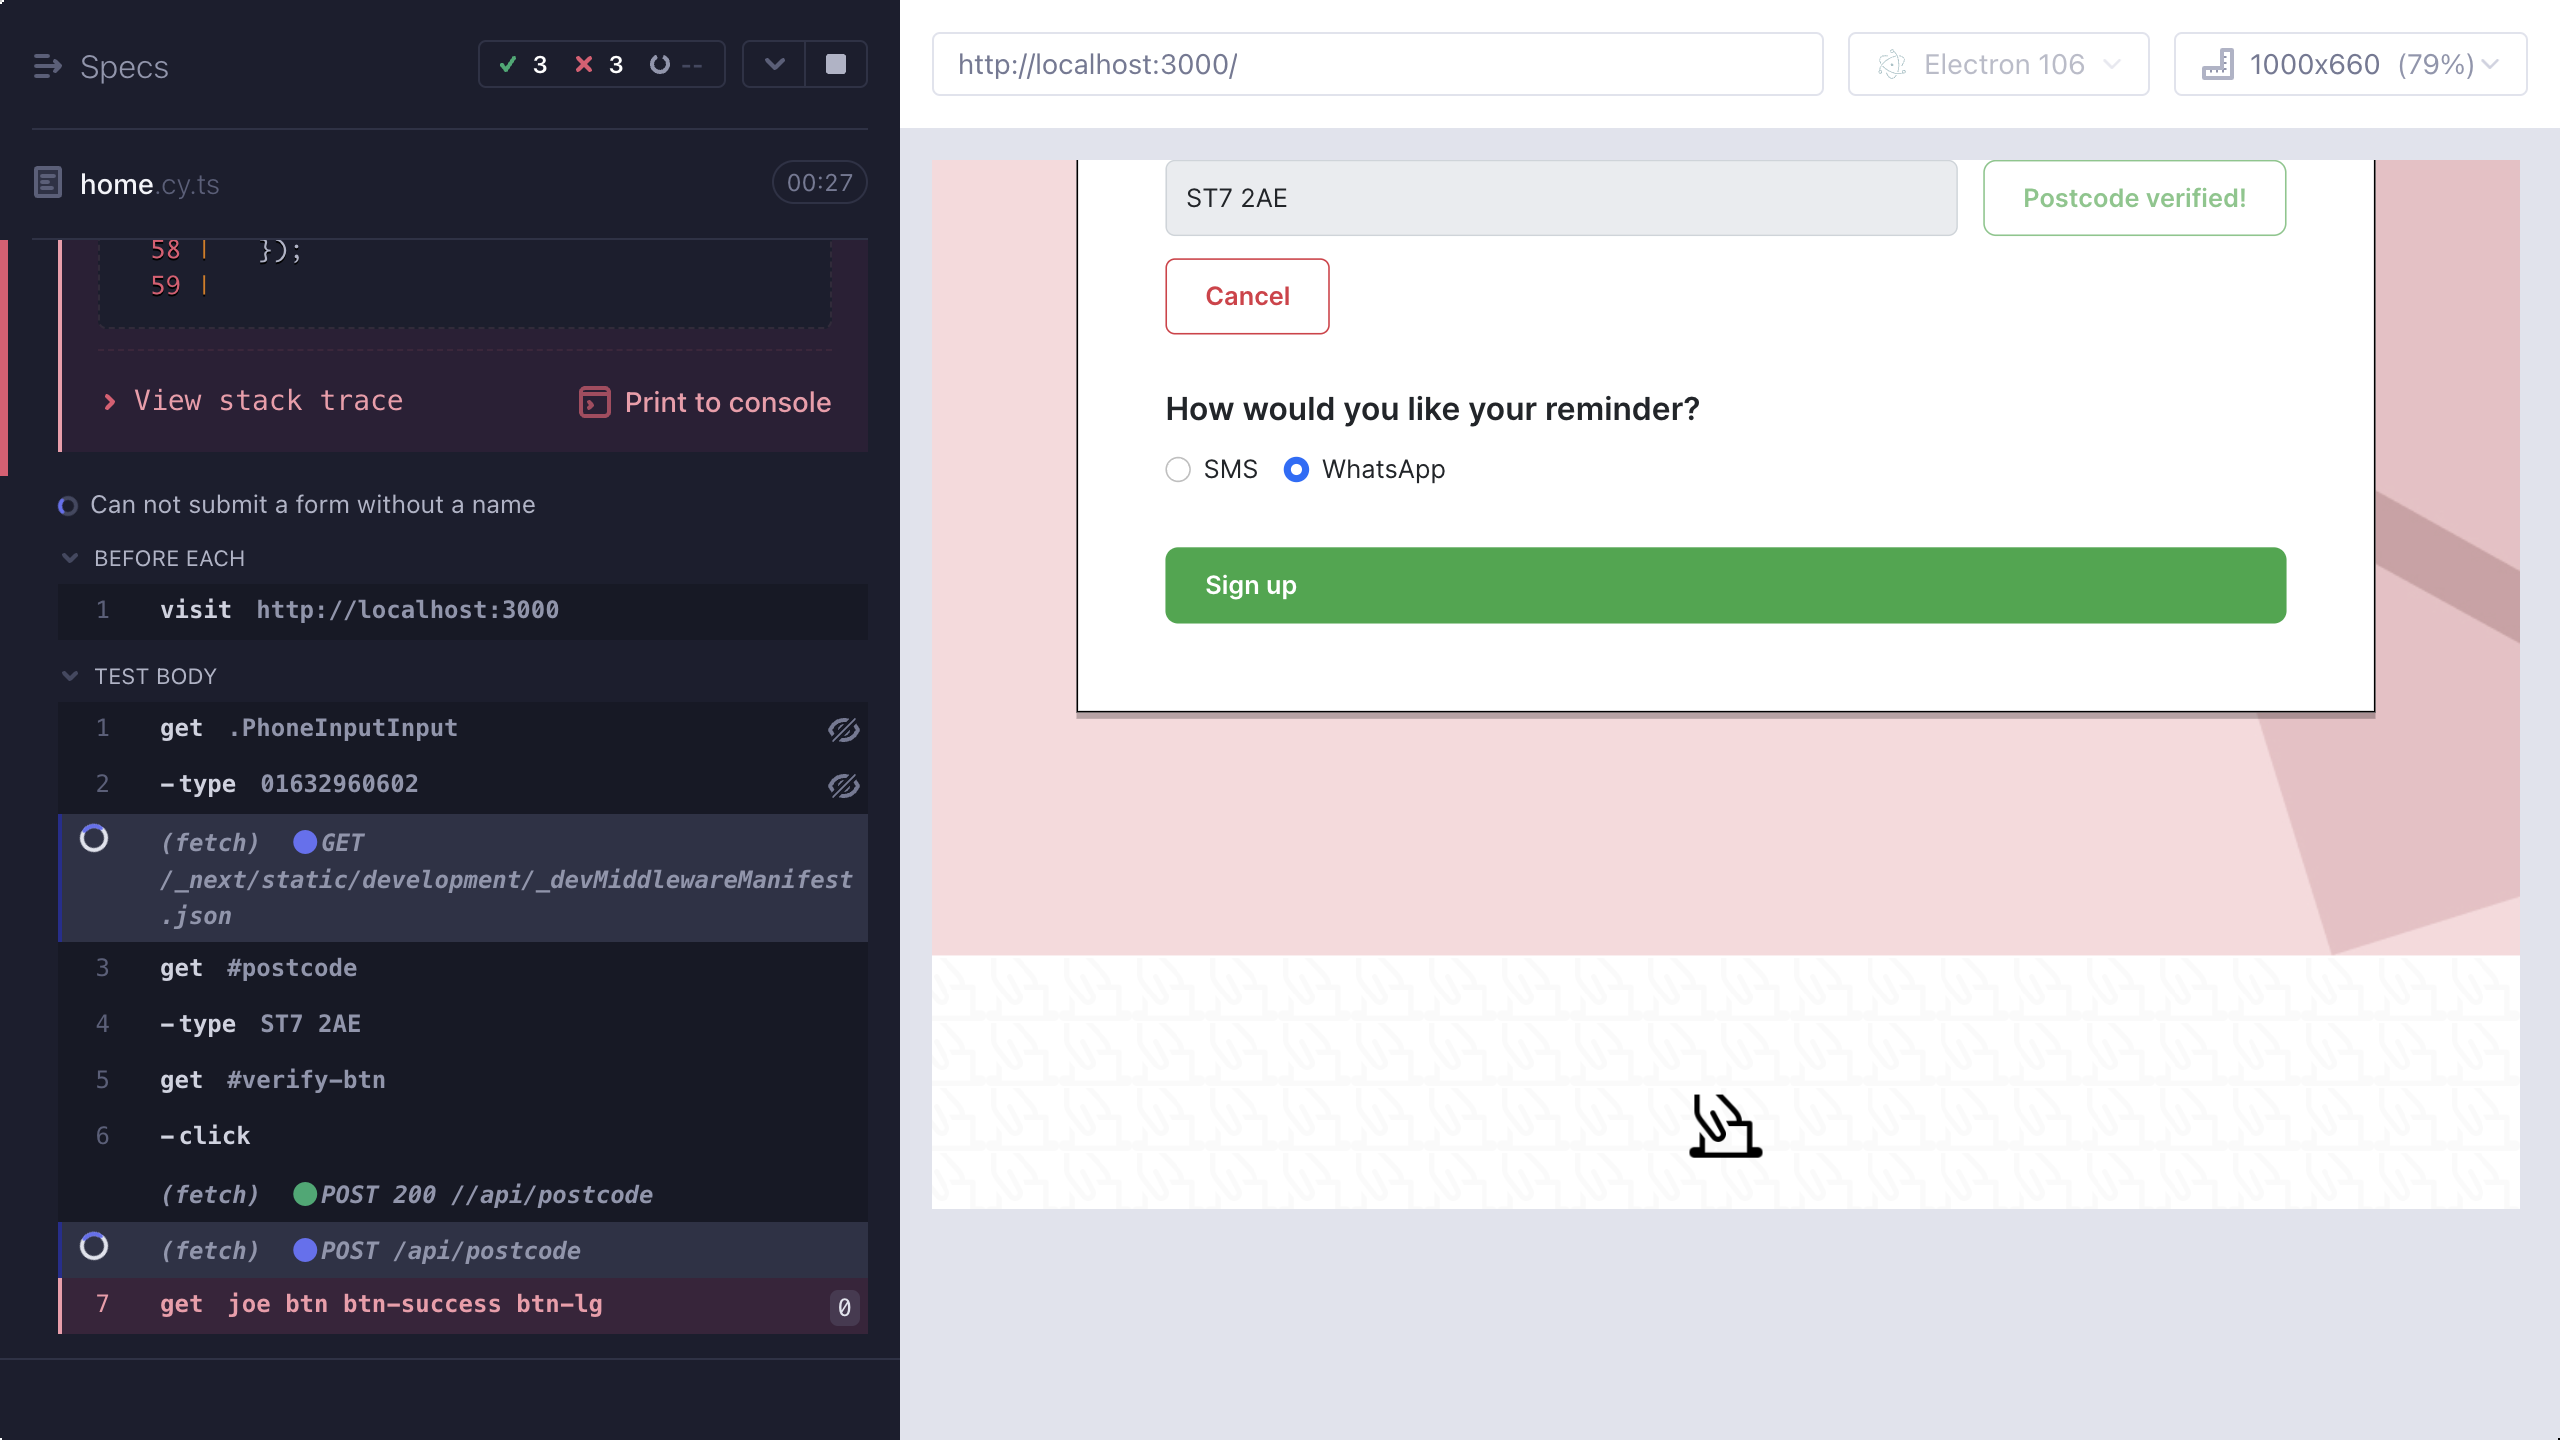 Specs
3
3
--
home.cy.ts
00:27
58 |   });
59 |
View stack trace
Print to console
Can not submit a form without a name
BEFORE EACH
1 visit http://localhost:3000
TEST BODY
1 get .PhoneInputInput
2 -type 01632960602
(fetch) GET
/_next/static/development/_devMiddlewareManifest
.json
3 get #postcode
4 -type ST7 2AE
5 get #verify-btn
6 -click
(fetch) POST 200 //api/postcode
(fetch) POST /api/postcode
7 get joe btn btn-success btn-lg 0
http://localhost:3000/
Electron 106
1000x660 (79%)
ST7 2AE
Postcode verified!
Cancel
How would you like your reminder?
SMS
WhatsApp
Sign up